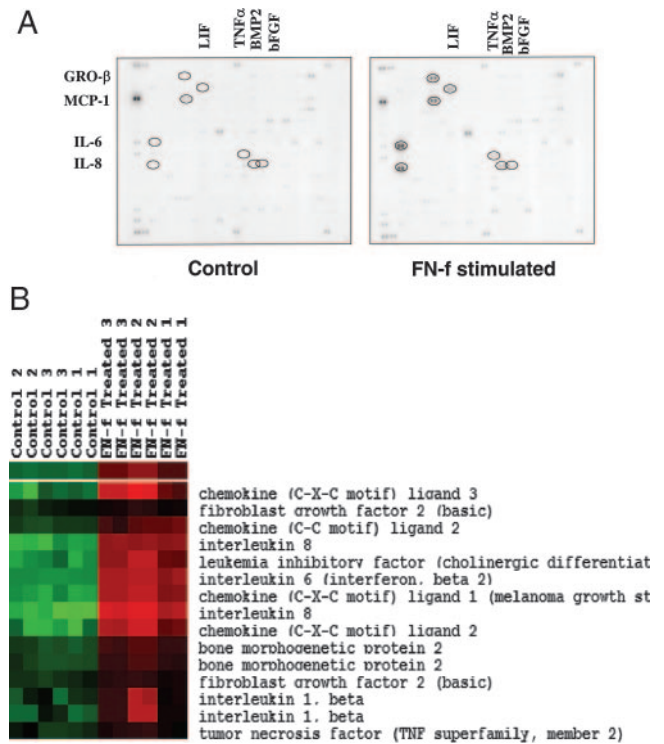 A
LIF
TNFα
BMP2
bFGF
LIF
TNFα
BMP2
bFGF
GRO-β
MCP-1
IL-6
IL-8
Control
FN-f stimulated
B
Control 2
Control 2
Control 3
Control 3
Control 1
Control 1
FN-f Treated 3
FN-f Treated 3
FN-f Treated 2
FN-f Treated 2
FN-f Treated 1
FN-f Treated 1
chemokine (C-X-C motif) ligand 3
fibroblast growth factor 2 (basic)
chemokine (C-C motif) ligand 2
interleukin 8
leukemia inhibitory factor (cholinergic differentiat
interleukin 6 (interferon, beta 2)
chemokine (C-X-C motif) ligand 1 (melanoma growth st
interleukin 8
chemokine (C-X-C motif) ligand 2
bone morphogenetic protein 2
bone morphogenetic protein 2
fibroblast growth factor 2 (basic)
interleukin 1, beta
interleukin 1, beta
tumor necrosis factor (TNF superfamily, member 2)